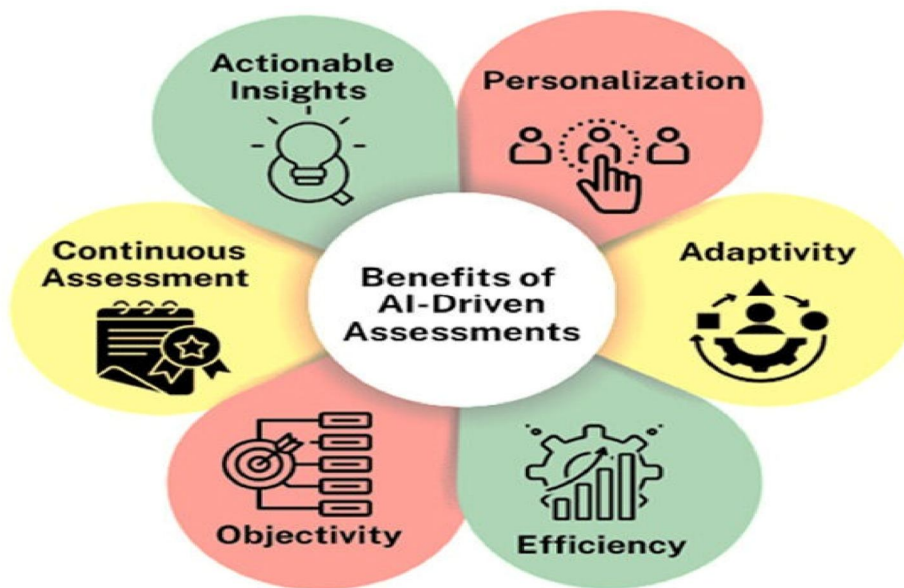 Benefits of
AI-Driven
Assessments
Actionable
Insights
Personalization
Adaptivity
Efficiency
Objectivity
Continuous
Assessment